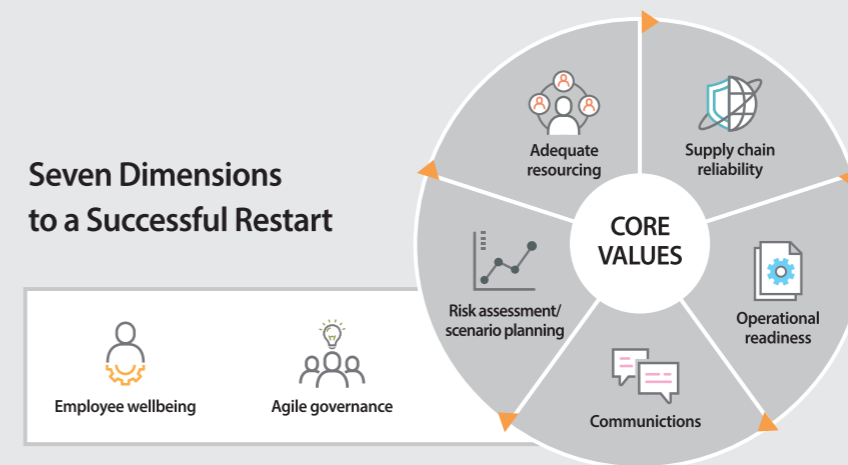 Seven Dimensions
to a Successful Restart
Employee wellbeing
Agile governance
Adequate
resourcing
Supply chain
reliability
CORE
VALUES
Risk assessment/
scenario planning
Operational
readiness
Communictions